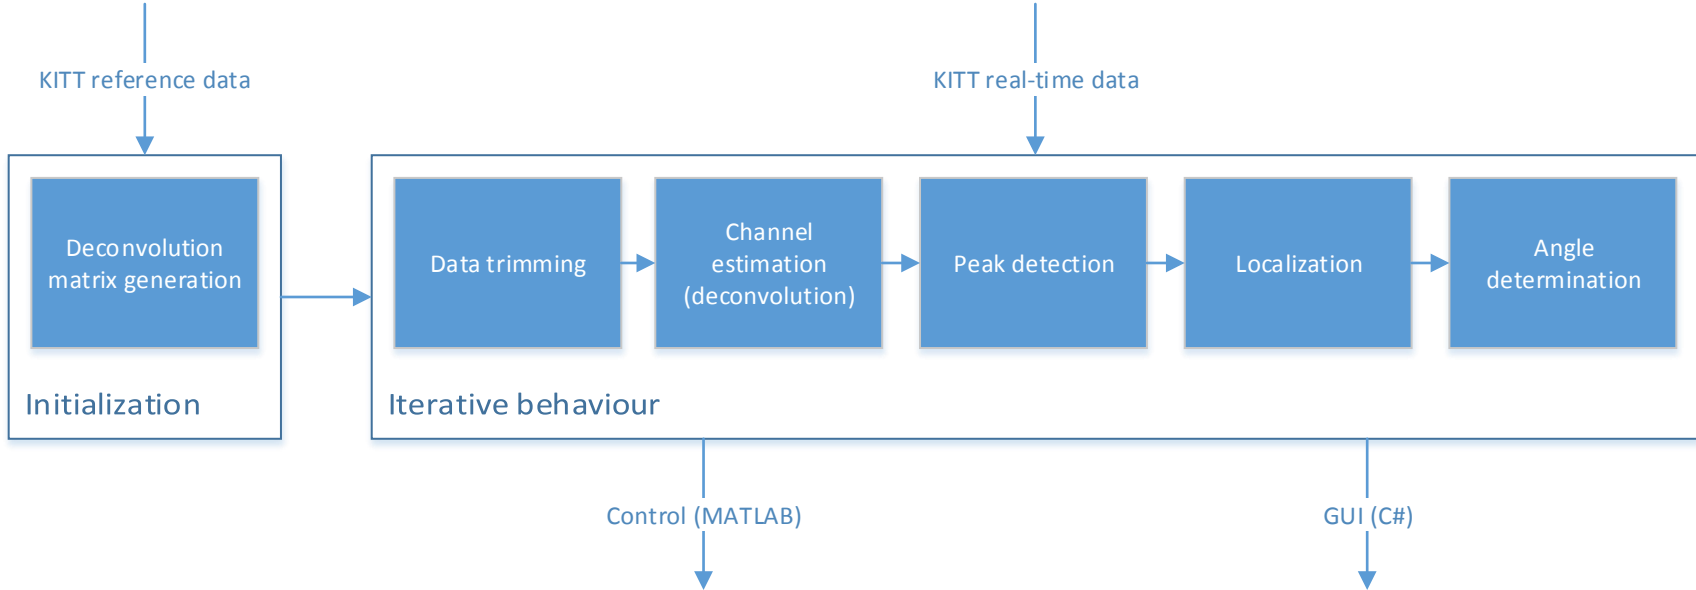 KITT reference data
KITT real-time data
Deconvolution
matrix generation
Initialization
Data trimming
Channel
estimation
(deconvolution)
Peak detection
Localization
Angle
determination
Iterative behaviour
Control (MATLAB)
GUI (C#)